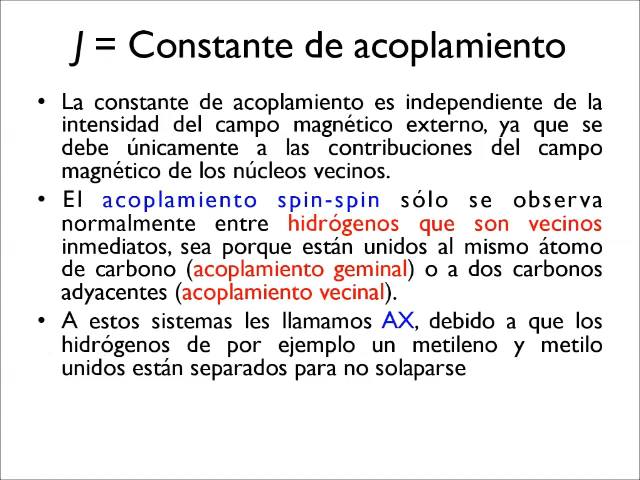 J = Constante de acoplamiento
• La constante de acoplamiento es independiente de la
intensidad del campo magnético externo, ya que se
debe únicamente a las contribuciones del campo
magnético de los núcleos vecinos.
• El acoplamiento spin-spin sólo se observa
normalmente entre hidrógenos que son vecinos
inmediatos, sea porque están unidos al mismo átomo
de carbono (acoplamiento geminal) o a dos carbonos
adyacentes (acoplamiento vecinal).
• A estos sistemas les llamamos AX, debido a que los
hidrógenos de por ejemplo un metileno y metilo
unidos están separados para no solaparse